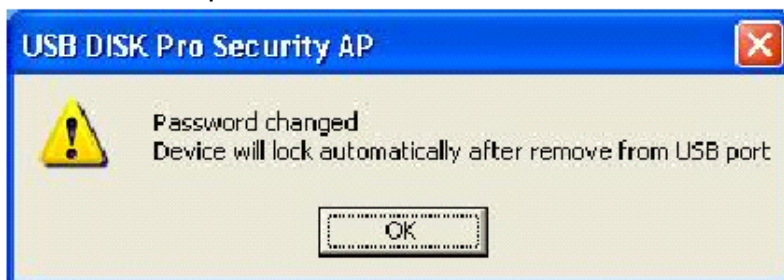 USB DISK Pro Security AP
Password changed
Device will lock automatically after remove from USB port
OK